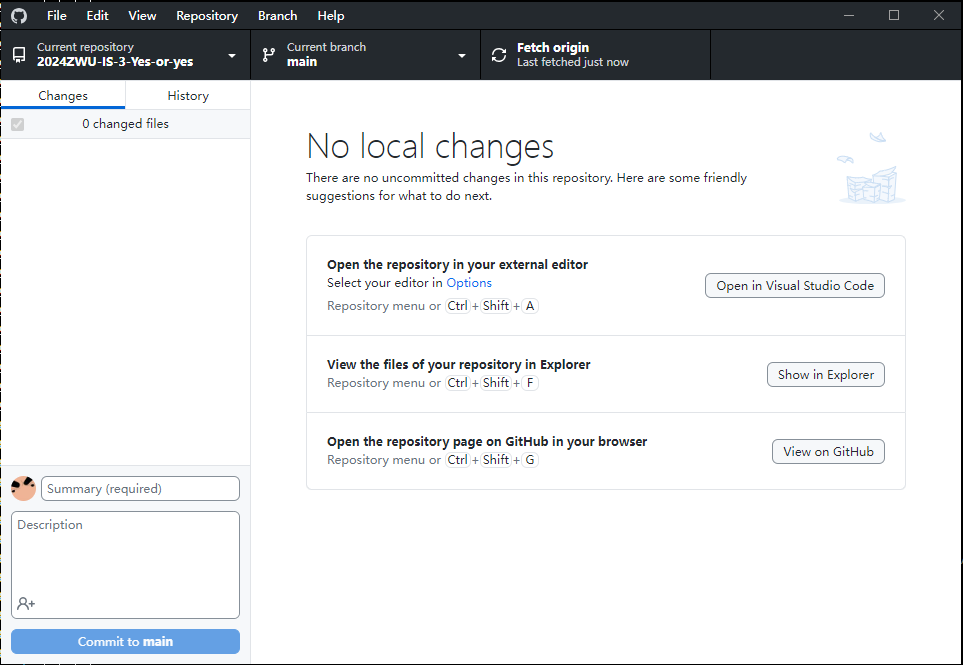 File Edit View Repository Branch Help
Current repository
2024ZWU-IS-3-Yes-or-yes
Current branch
main
Fetch origin
Last fetched just now
Changes
History
0 changed files
No local changes
There are no uncommitted changes in this repository. Here are some friendly
suggestions for what to do next.
Open the repository in your external editor
Select your editor in Options
Repository menu or Ctrl + Shift + A
Open in Visual Studio Code
View the files of your repository in Explorer
Repository menu or Ctrl + Shift + F
Show in Explorer
Open the repository page on GitHub in your browser
Repository menu or Ctrl + Shift + G
View on GitHub
Summary (required)
Description
Commit to main